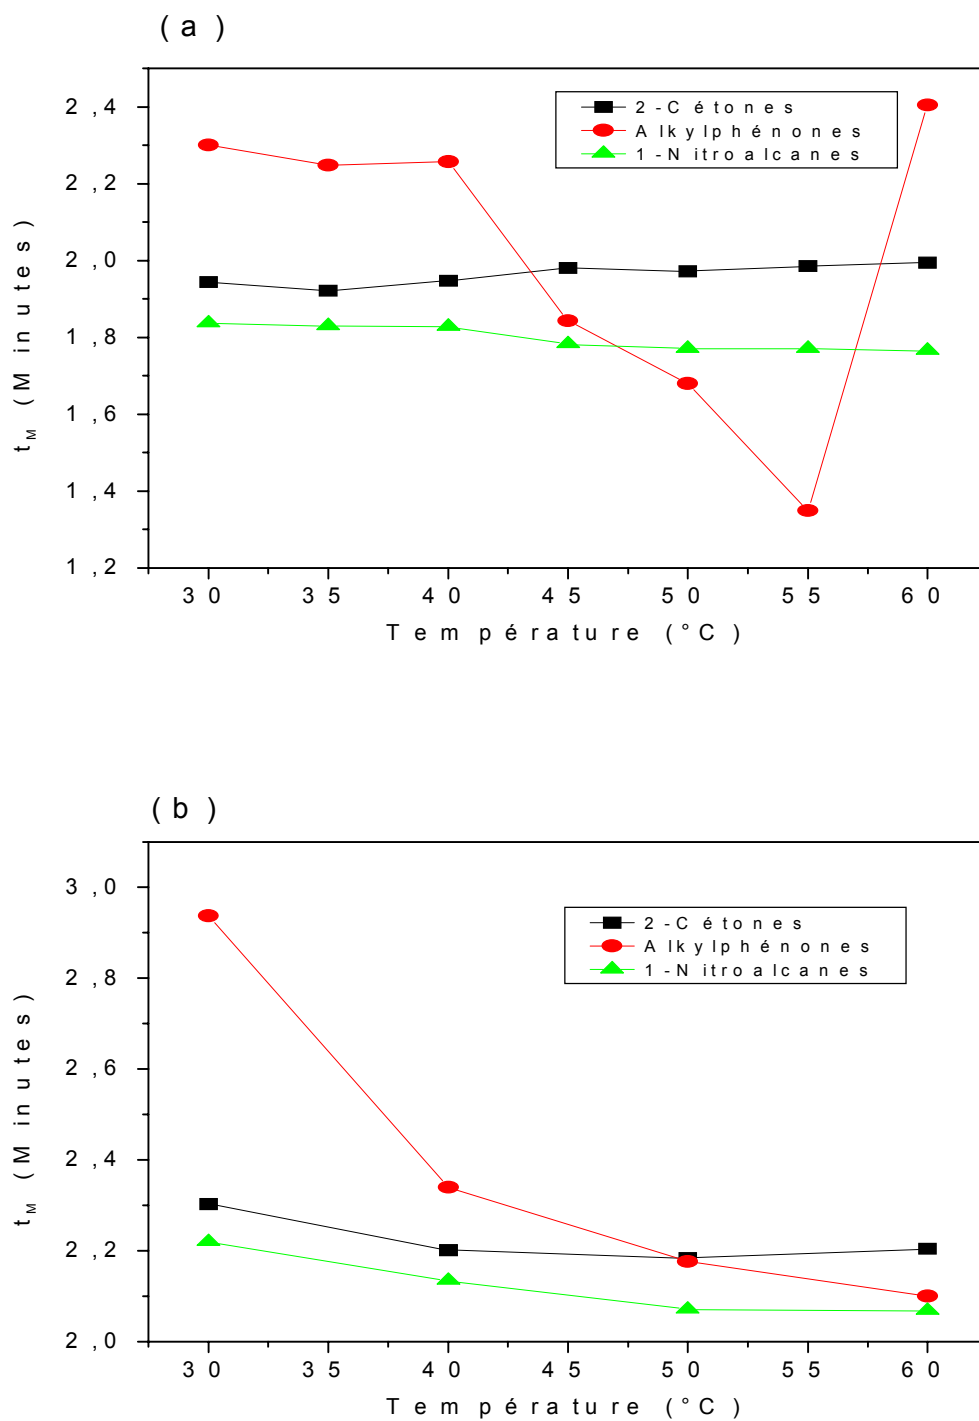 (a)
2,4
2,2
2,0
1,8
1,6
1,4
1,2
t_M (Minutes)
2-Cétones
Alkylphénones
1-Nitroalcanes
30 35 40 45 50 55 60
Température (°C)
(b)
3,0
2,8
2,6
2,4
2,2
2,0
t_M (Minutes)
2-Cétones
Alkylphénones
1-Nitroalcanes
30 35 40 45 50 55 60
Température (°C)